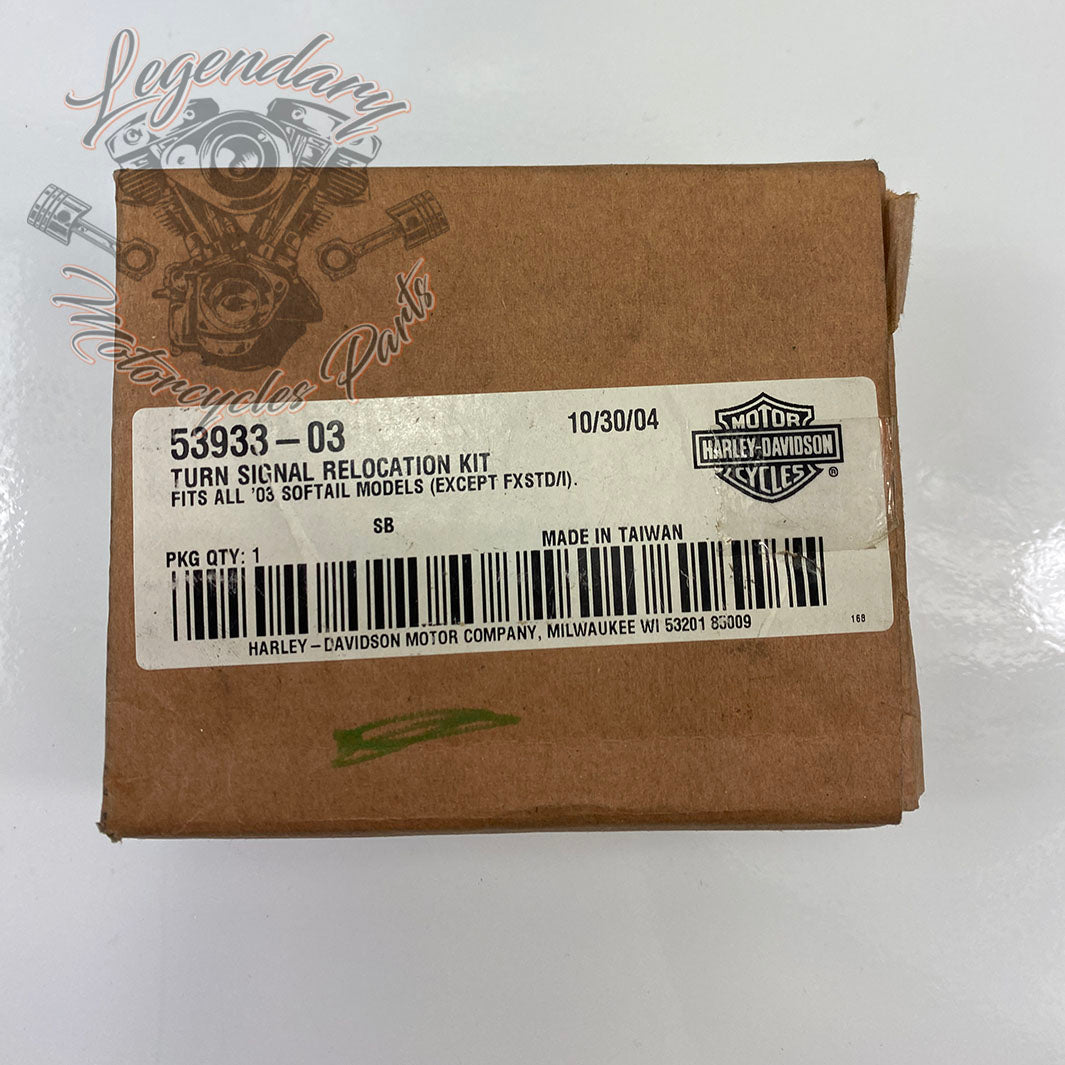 Legendary
Motorcycles Parts
53933-03
10/30/04
TURN SIGNAL RELOCATION KIT
FITS ALL '03 SOFTAIL MODELS (EXCEPT FXSTD/I).
MOTOR
HARLEY-DAVIDSON
CYCLES
®
SB
MADE IN TAIWAN
PKG QTY: 1
HARLEY-DAVIDSON MOTOR COMPANY, MILWAUKEE WI 53201 85009
168